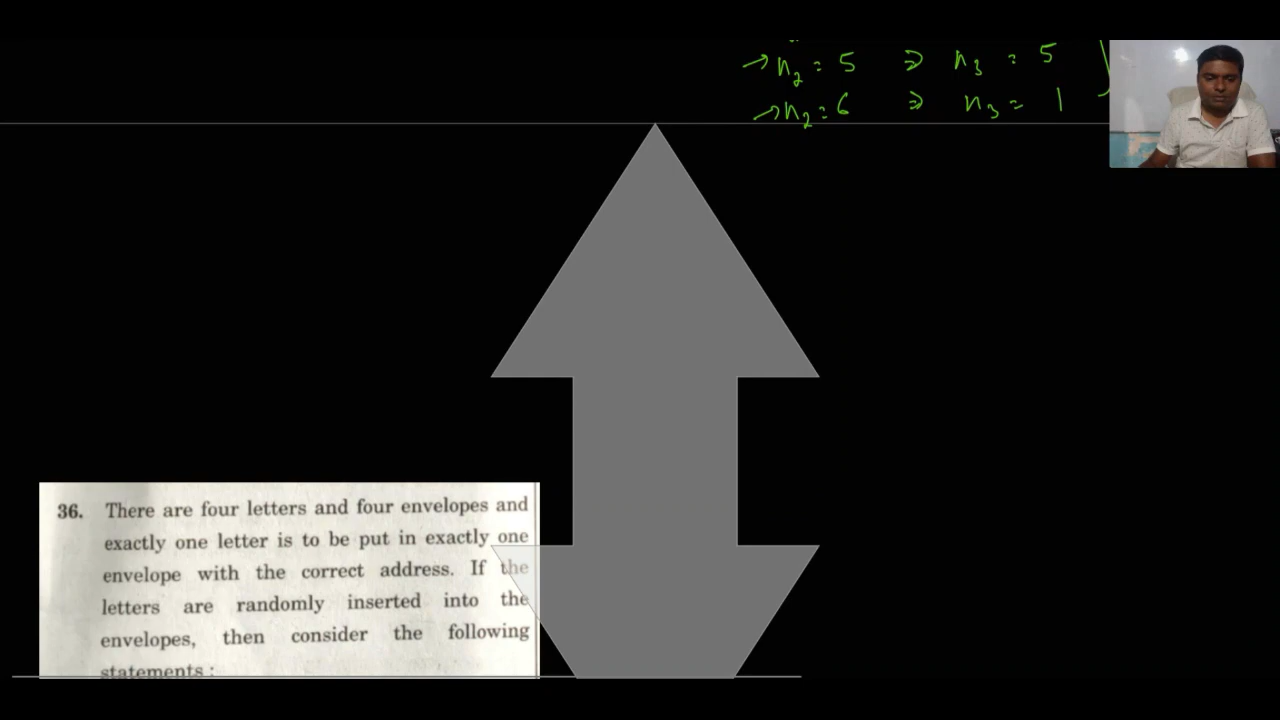 → n₂ = 5 ⇒ n₃ = 5
→ n₂ = 6 ⇒ n₃ = 1
36. There are four letters and four envelopes and
exactly one letter is to be put in exactly one
envelope with the correct address. If the
letters are randomly inserted into the
envelopes, then consider the following
statements :